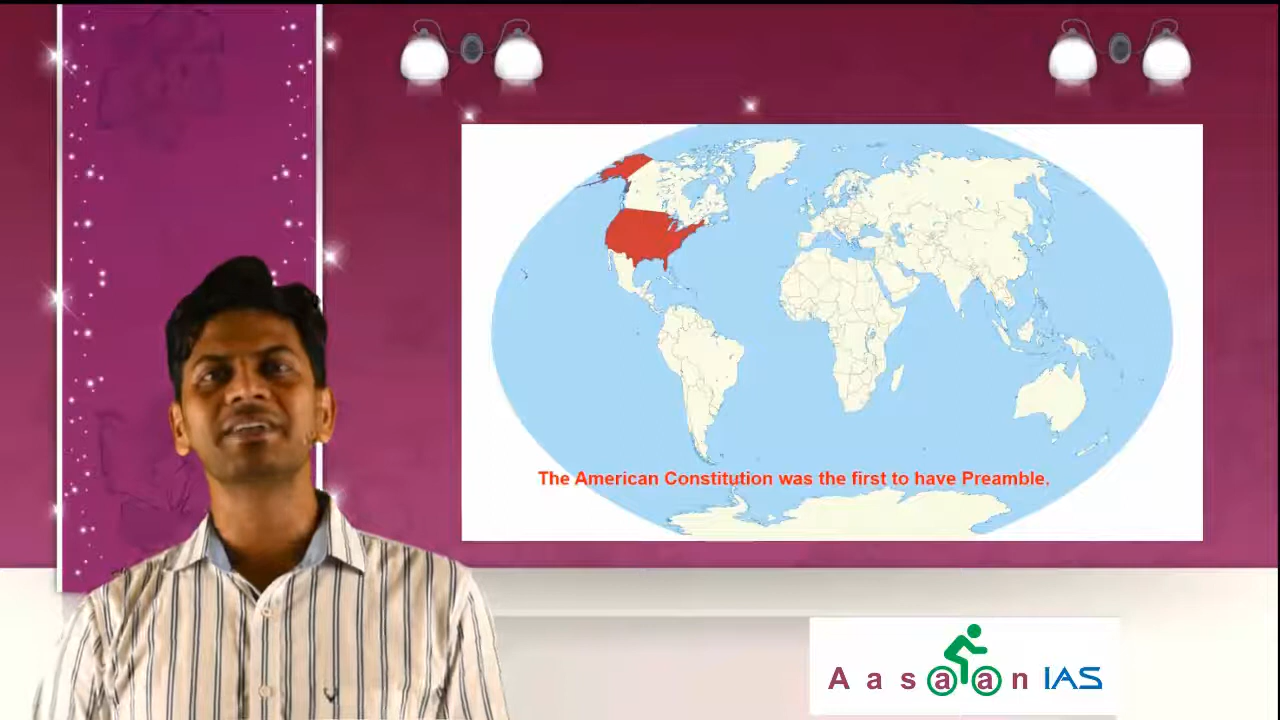 The American Constitution was the first to have Preamble.
Aasaan IAS